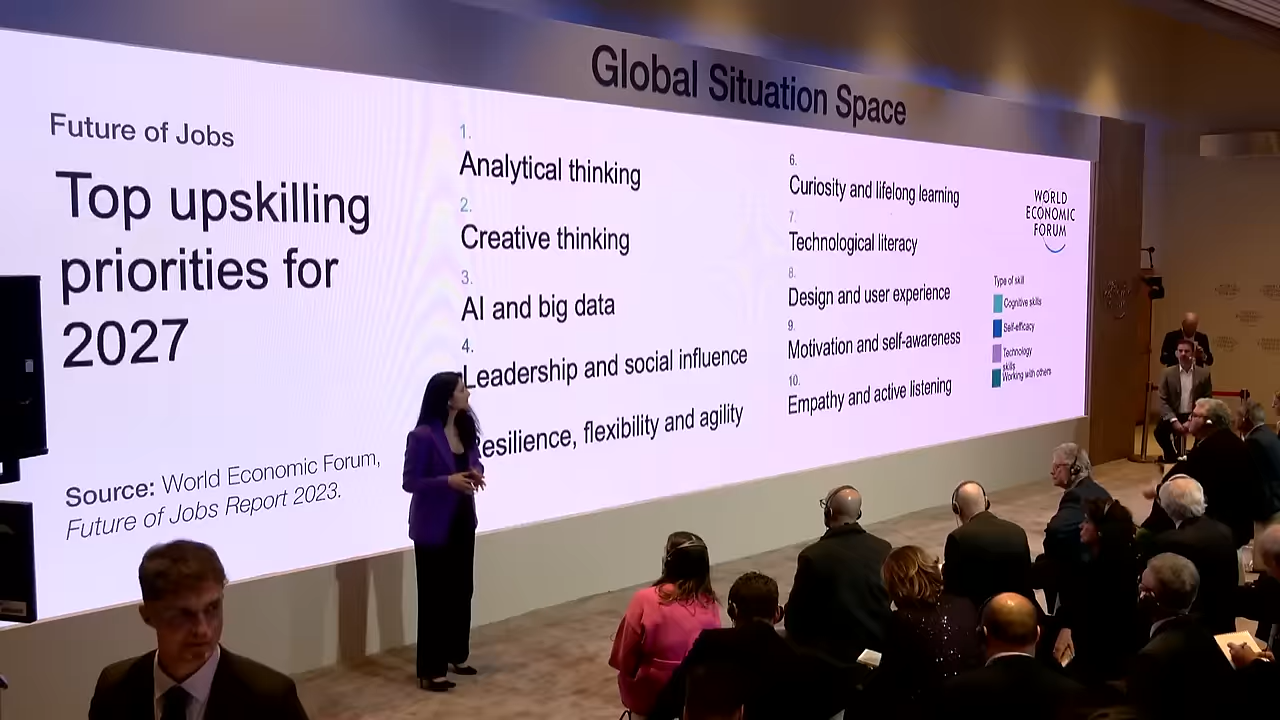 Global Situation Space
Future of Jobs
Top upskilling
priorities for
2027
Source: World Economic Forum,
Future of Jobs Report 2023.
1.
Analytical thinking
2.
Creative thinking
3.
AI and big data
4.
Leadership and social influence
esilience, flexibility and agility
6.
Curiosity and lifelong learning
7.
Technological literacy
8.
Design and user experience
9.
Motivation and self-awareness
10.
Empathy and active listening
WORLD
ECONOMIC
FORUM
Type of skill
Cognitive skills
Self-efficacy
Technology
skills
Working with others